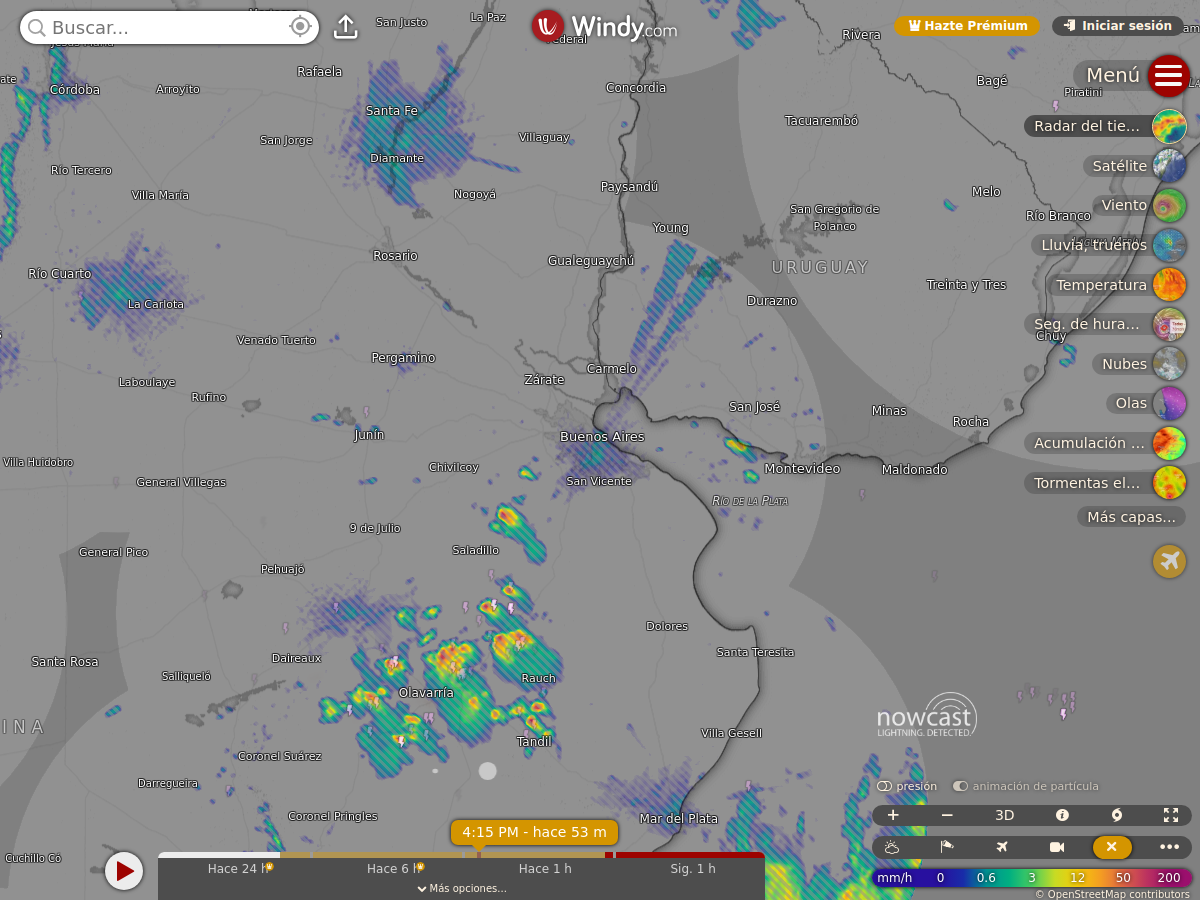 Buscar...
San Justo
La Paz
Windy.com
Federal
Rivera
Hazte Prémium
Iniciar sesión
Jesús María
Rafaela
Córdoba
Arroyito
Concordia
Bagé
Menú
Piratini
Santa Fe
San Jorge
Villaguay
Tacuarembó
Radar del tie...
Diamante
Río Tercero
Villa María
Nogoyá
Paysandú
Melo
Satélite
San Gregorio de
Polanco
Río Branco
Viento
Young
Lluvia, truenos
Rosario
Gualeguaychú
URUGUAY
Río Cuarto
La Carlota
Durazno
Treinta y Tres
Temperatura
Seg. de hura...
Chuy
Venado Tuerto
Pergamino
Carmelo
Zárate
Nubes
Laboulaye
Rufino
San José
Minas
Rocha
Olas
Junín
Buenos Aires
Acumulación ...
Villa Huidobro
Chivilcoy
Montevideo
Maldonado
General Villegas
San Vicente
Tormentas el...
Río de la Plata
Más capas...
9 de Julio
General Pico
Saladillo
Pehuajó
Dolores
Santa Rosa
Daireaux
Santa Teresita
Salliqueló
Rauch
Olavarría
INA
nowcast
LIGHTNING. DETECTED.
Villa Gesell
Tandil
Coronel Suárez
Darregueira
presión
animación de partícula
Coronel Pringles
Mar del Plata
3D
4:15 PM - hace 53 m
Cuchillo Có
Hace 24 h
Hace 6 h
Hace 1 h
Sig. 1 h
Más opciones...
mm/h 0 0.6 3 12 50 200
© OpenStreetMap contributors